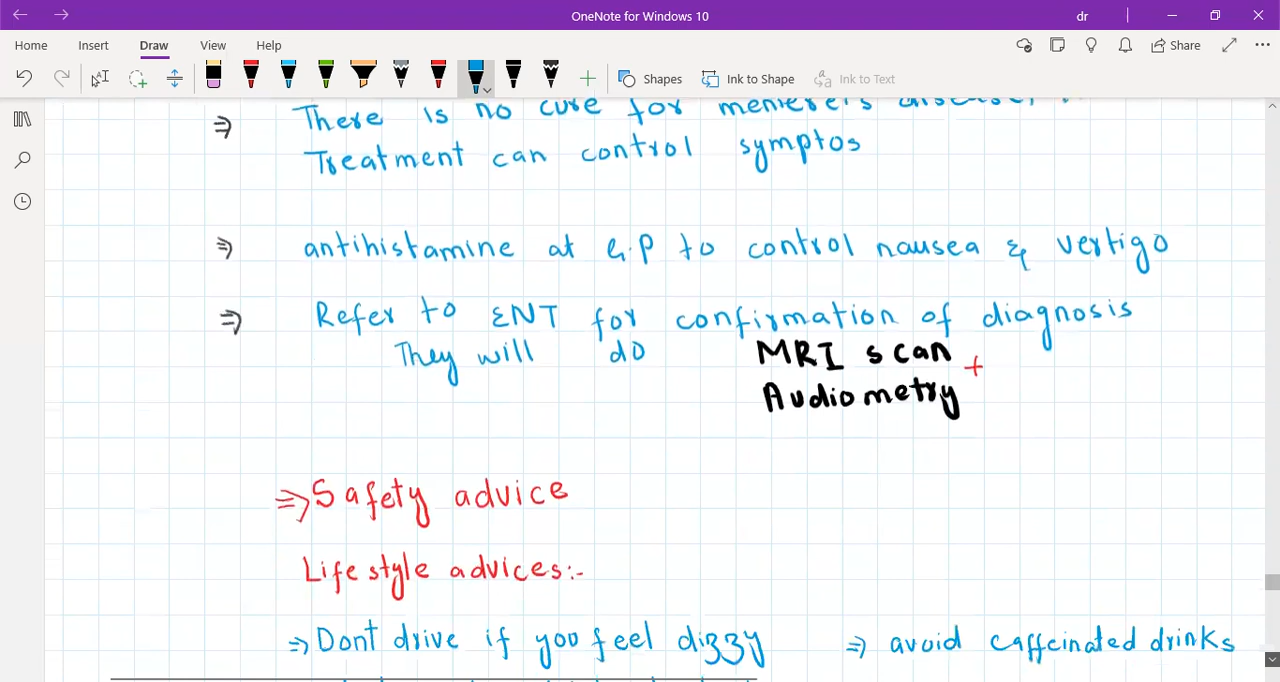 OneNote for Windows 10
dr
Home Insert Draw View Help
Share
Shapes
Ink to Shape
Ink to Text
⇒ There is no cure for menierers disease,
Treatment can control symptos
⇒ antihistamine at G.P to control nausea & vertigo
⇒ Refer to ENT for confirmation of diagnosis
They will do MRI scan +
Audiometry
⇒ Safety advice
Lifestyle advices:-
⇒ Dont drive if you feel dizzy ⇒ avoid caffeinated drinks